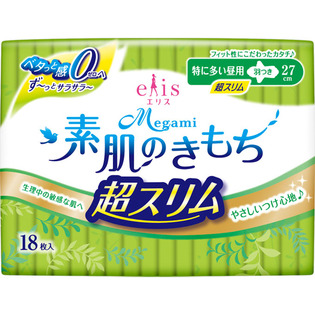 ベタっと感0ゼロへ
ず〜っとサラサラ〜
elis
エリス
フィット性にこだわったカタチ♪
特に多い昼用 羽つき 27cm
超スリム
Megami
素肌のきもち
超スリム
生理中の敏感な肌へ
やさしいつけ心地♪
18枚入